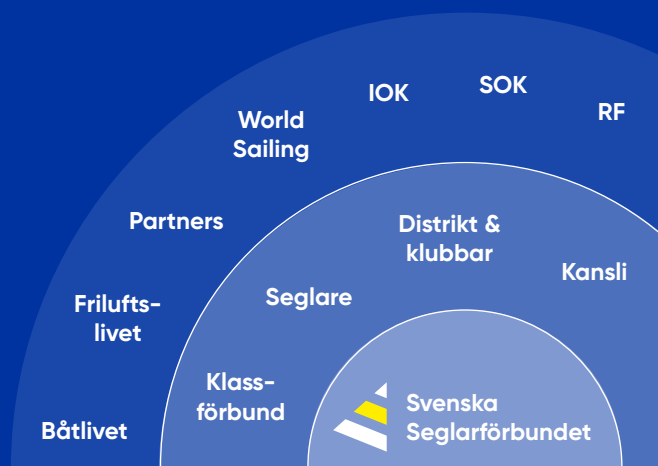 IOK
SOK
RF
World
Sailing
Partners
Distrikt &
klubbar
Kansli
Frilufts-
livet
Seglare
Klass-
förbund
Båtlivet
Svenska
Seglarförbundet